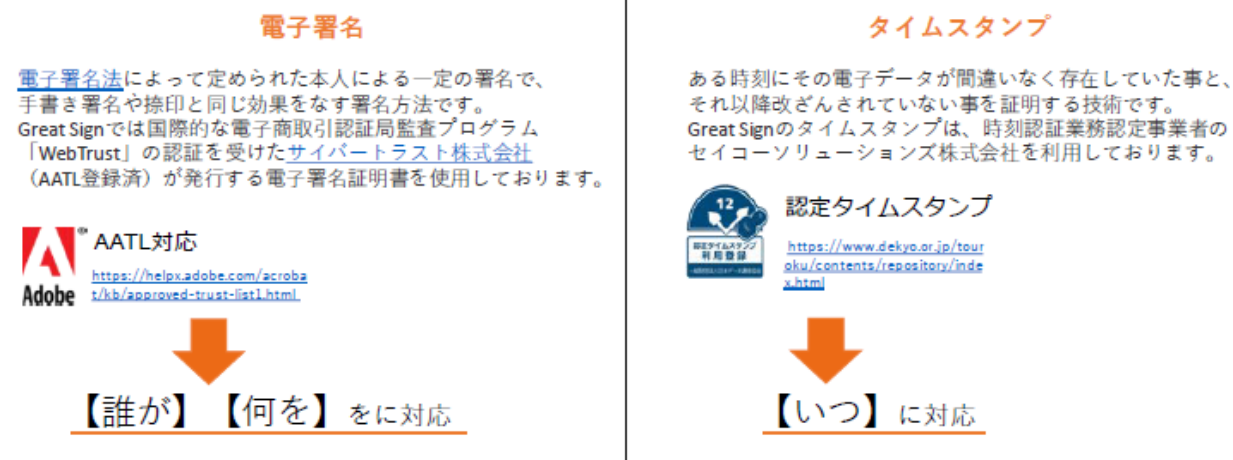 電子署名
電子署名法によって定められた本人による一定の署名で、
手書き署名や捺印と同じ効果をなす署名方法です。
Great Signでは国際的な電子商取引認証局監査プログラム
「WebTrust」の認証を受けたサイバートラスト株式会社
（AATL登録済）が発行する電子署名証明書を使用しております。
Adobe
AATL対応
https://helpx.adobe.com/acroba
t/kb/approved-trust-list1.html
【誰が】【何を】をに対応
タイムスタンプ
ある時刻にその電子データが間違いなく存在していた事と、
それ以降改ざんされていない事を証明する技術です。
Great Signのタイムスタンプは、時刻認証業務認定事業者の
セイコーソリューションズ株式会社を利用しております。
12
認定タイムスタンプ
利用登録
認定タイムスタンプ
https://www.dekyo.or.jp/tour
oku/contents/repository/inde
x.html
【いつ】に対応